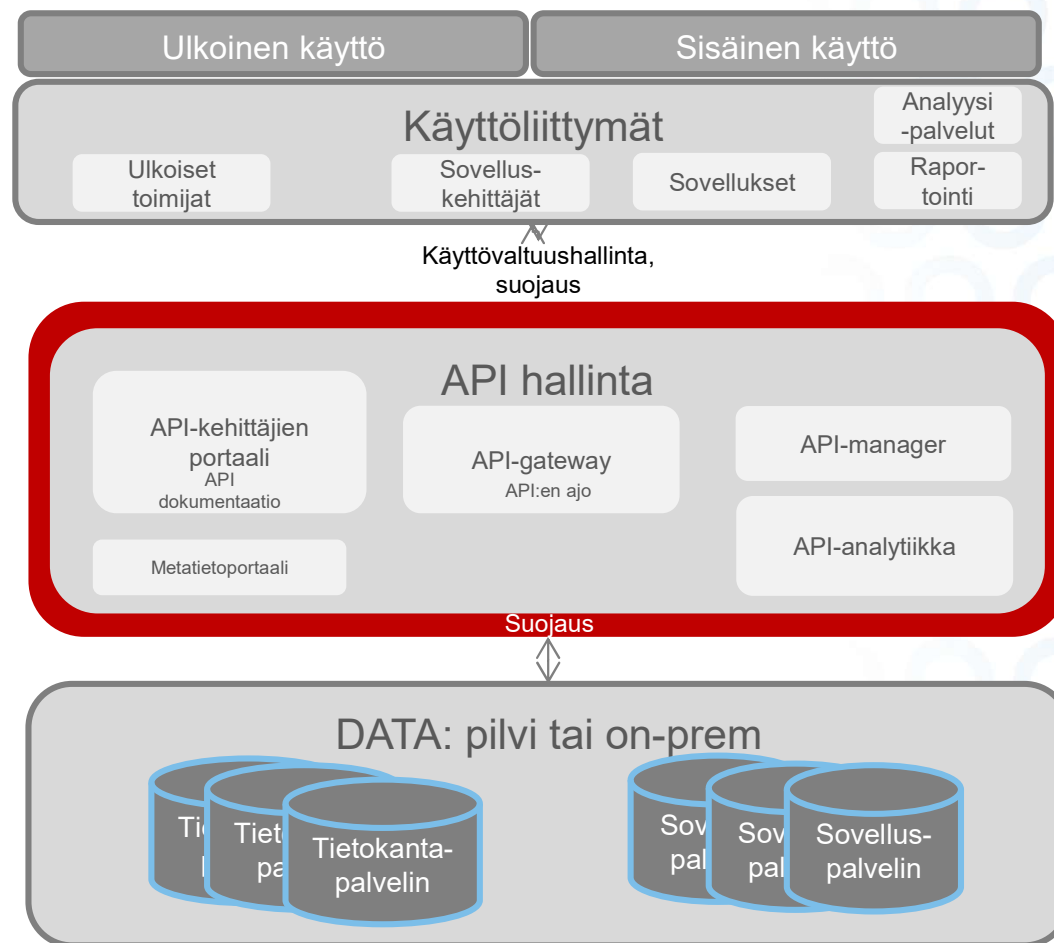 Ulkoinen käyttö
Sisäinen käyttö
Käyttöliittymät
Analyysi
-palvelut
Ulkoiset
toimijat
Sovellus-
kehittäjät
Sovellukset
Rapor-
tointi
Käyttövaltuushallinta,
suojaus
API hallinta
API-kehittäjien
portaali
API
dokumentaatio
API-gateway
API:en ajo
API-manager
API-analytiikka
Metatietoportaali
Suojaus
DATA: pilvi tai on-prem
Tietokanta-
palvelin
Sovellus-
palvelin